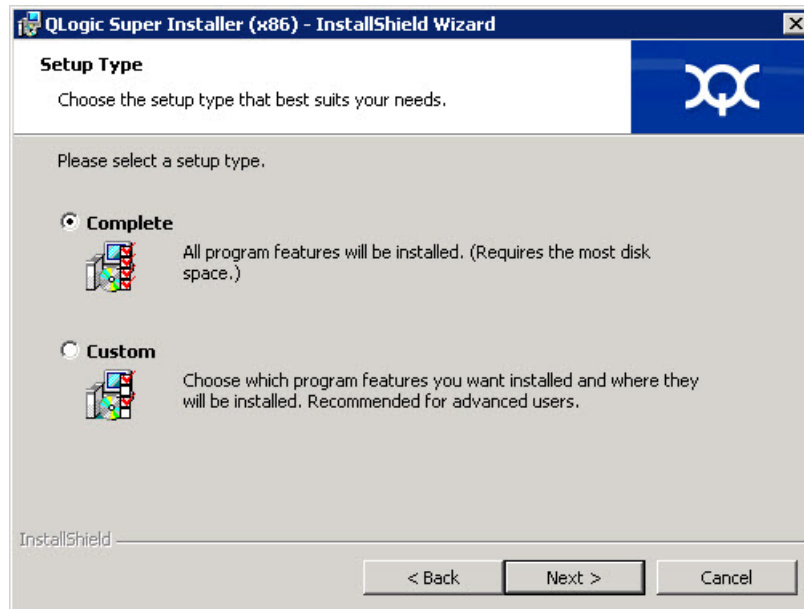 QLogic Super Installer (x86) - InstallShield Wizard
Setup Type
Choose the setup type that best suits your needs.
Please select a setup type.
Complete
All program features will be installed. (Requires the most disk
space.)
Custom
Choose which program features you want installed and where they
will be installed. Recommended for advanced users.
InstallShield
< Back
Next >
Cancel